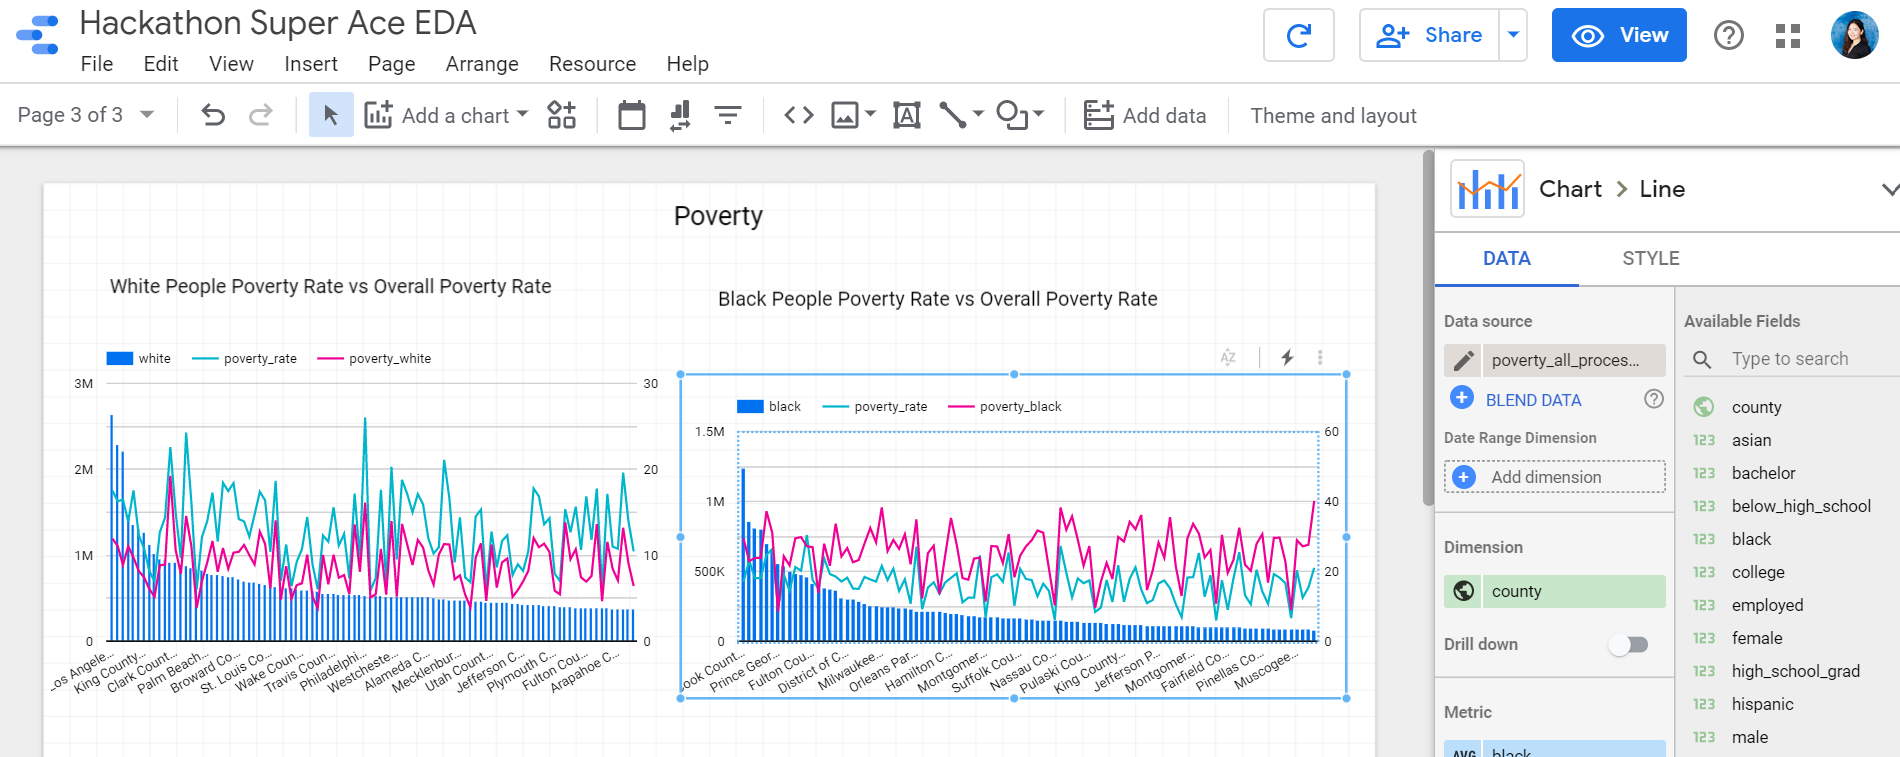 Hackathon Super Ace EDA
File Edit View Insert Page Arrange Resource Help
Share
View
Page 3 of 3
Add a chart
Add data
Theme and layout
Poverty
White People Poverty Rate vs Overall Poverty Rate
white poverty_rate poverty_white
3M 30
2M 20
1M 10
0 0
Los Angele... King County... Clark Count... Palm Beach... Broward Co... St. Louis Co... Wake Coun... Travis Coun... Philadelphi... Westcheste... Alameda C... Mecklenbur... Utah Count... Jefferson C... Plymouth C... Fulton Cou... Arapahoe C...
Black People Poverty Rate vs Overall Poverty Rate
AZ
black poverty_rate poverty_black
1.5M 60
1M 40
500K 20
0 0
ook Count... Prince Geor... Fulton Cou... District of C... Milwaukee... Orleans Par... Hamilton C... Montgomer... Suffolk Cou... Nassau Co... Pulaski Cou... King County... Jefferson P... Montgomer... Fairfield Co... Pinellas Co... Muscogee...
Chart > Line
DATA STYLE
Data source
poverty_all_proces...
BLEND DATA
Date Range Dimension
Add dimension
Dimension
county
Drill down
Metric
AVG black
Available Fields
Type to search
county
123 asian
123 bachelor
123 below_high_school
123 black
123 college
123 employed
123 female
123 high_school_grad
123 hispanic
123 male